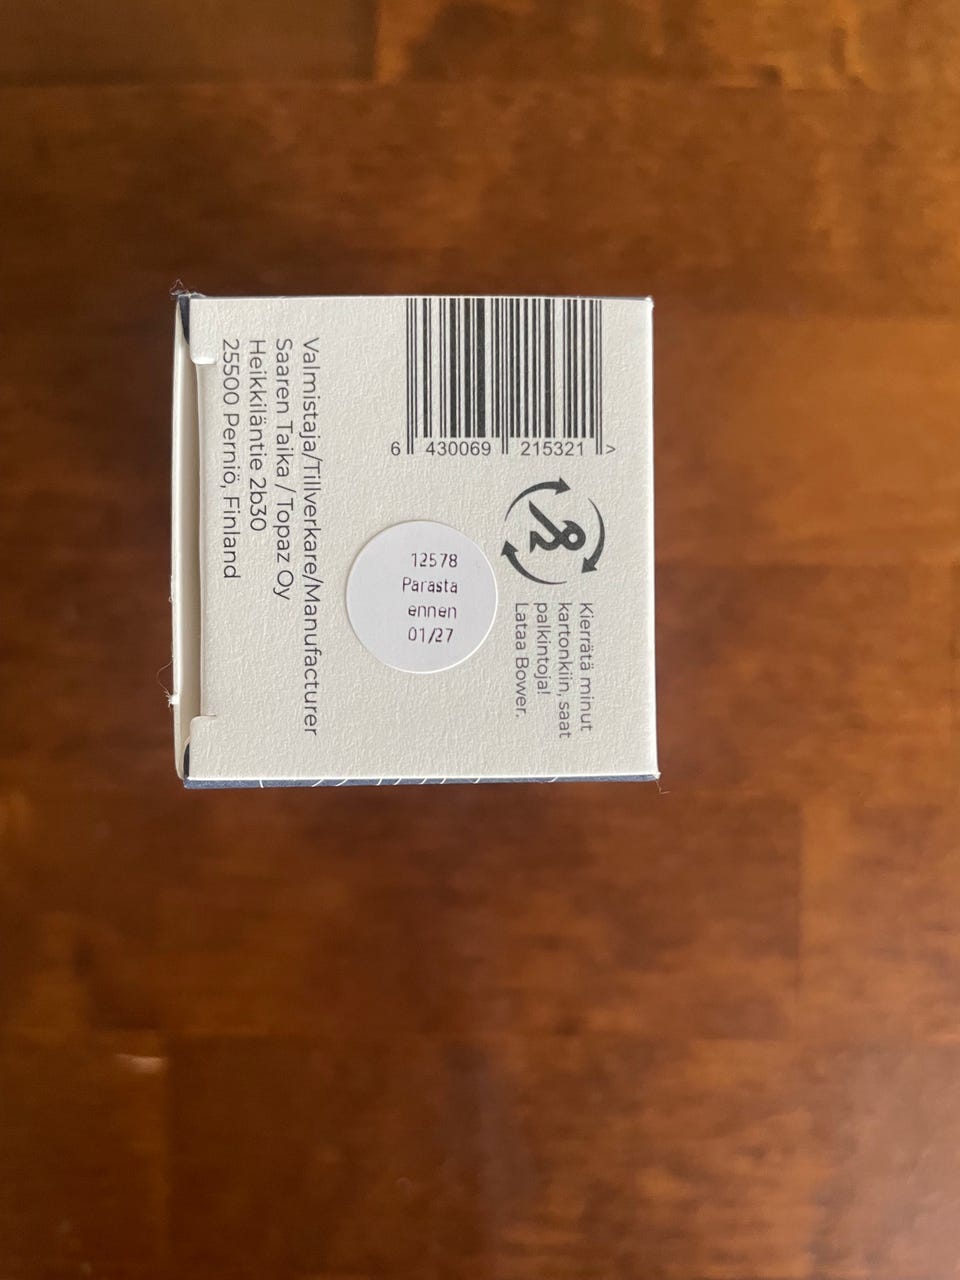 6 430069 215321 >
Kierrätä minut
kartonkiin, saat
palkintoja!
Lataa Bower.
12578
Parasta
ennen
01/27
Valmistaja/Tillverkare/Manufacturer
Saaren Taika / Topaz Oy
Heikkiläntie 2b30
25500 Perniö, Finland